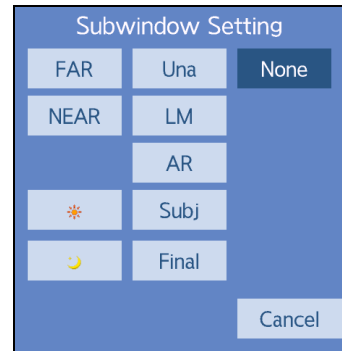 Subwindow Setting
FAR Una None
NEAR LM
AR
Subj
Final
Cancel